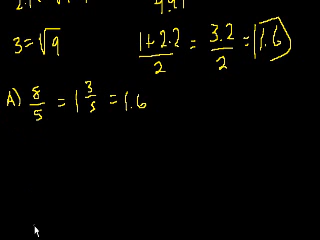 3 = √9
(1 + 2.2)/2 = 3.2/2 = 1.6
A) 8/5 = 1 3/5 = 1.6